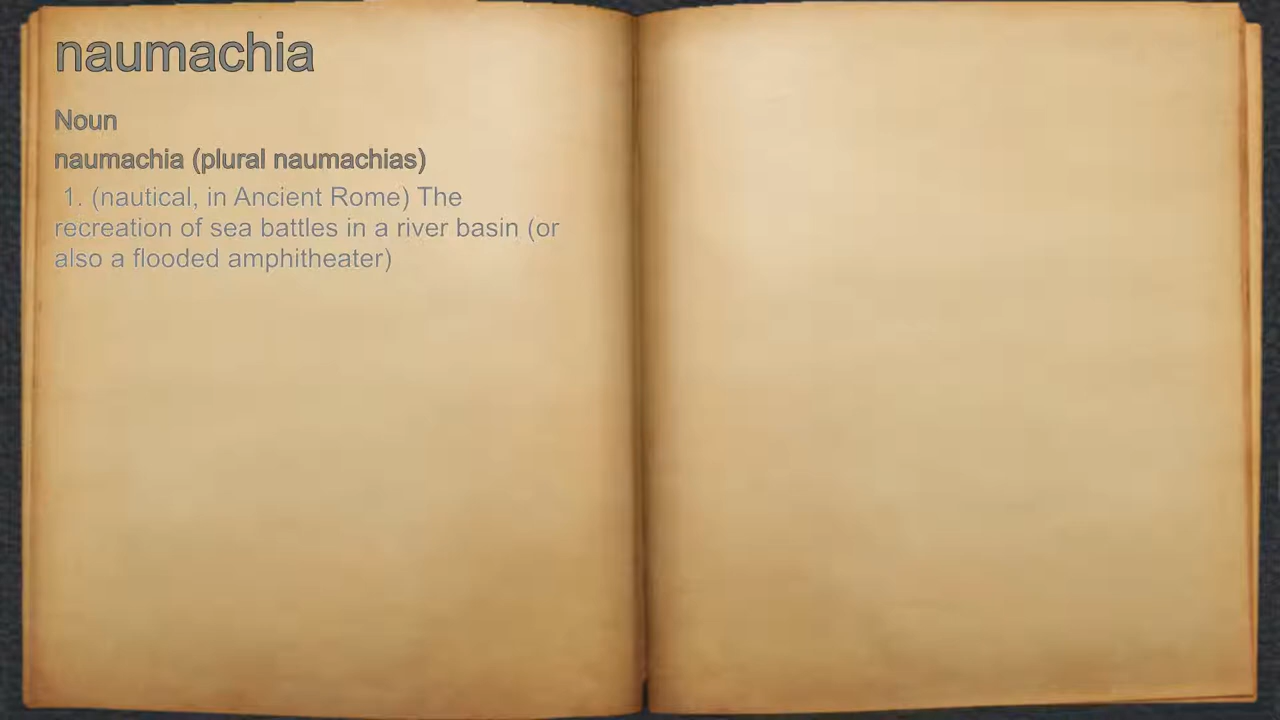 naumachia
Noun
naumachia (plural naumachias)
1. (nautical, in Ancient Rome) The
recreation of sea battles in a river basin (or
also a flooded amphitheater)